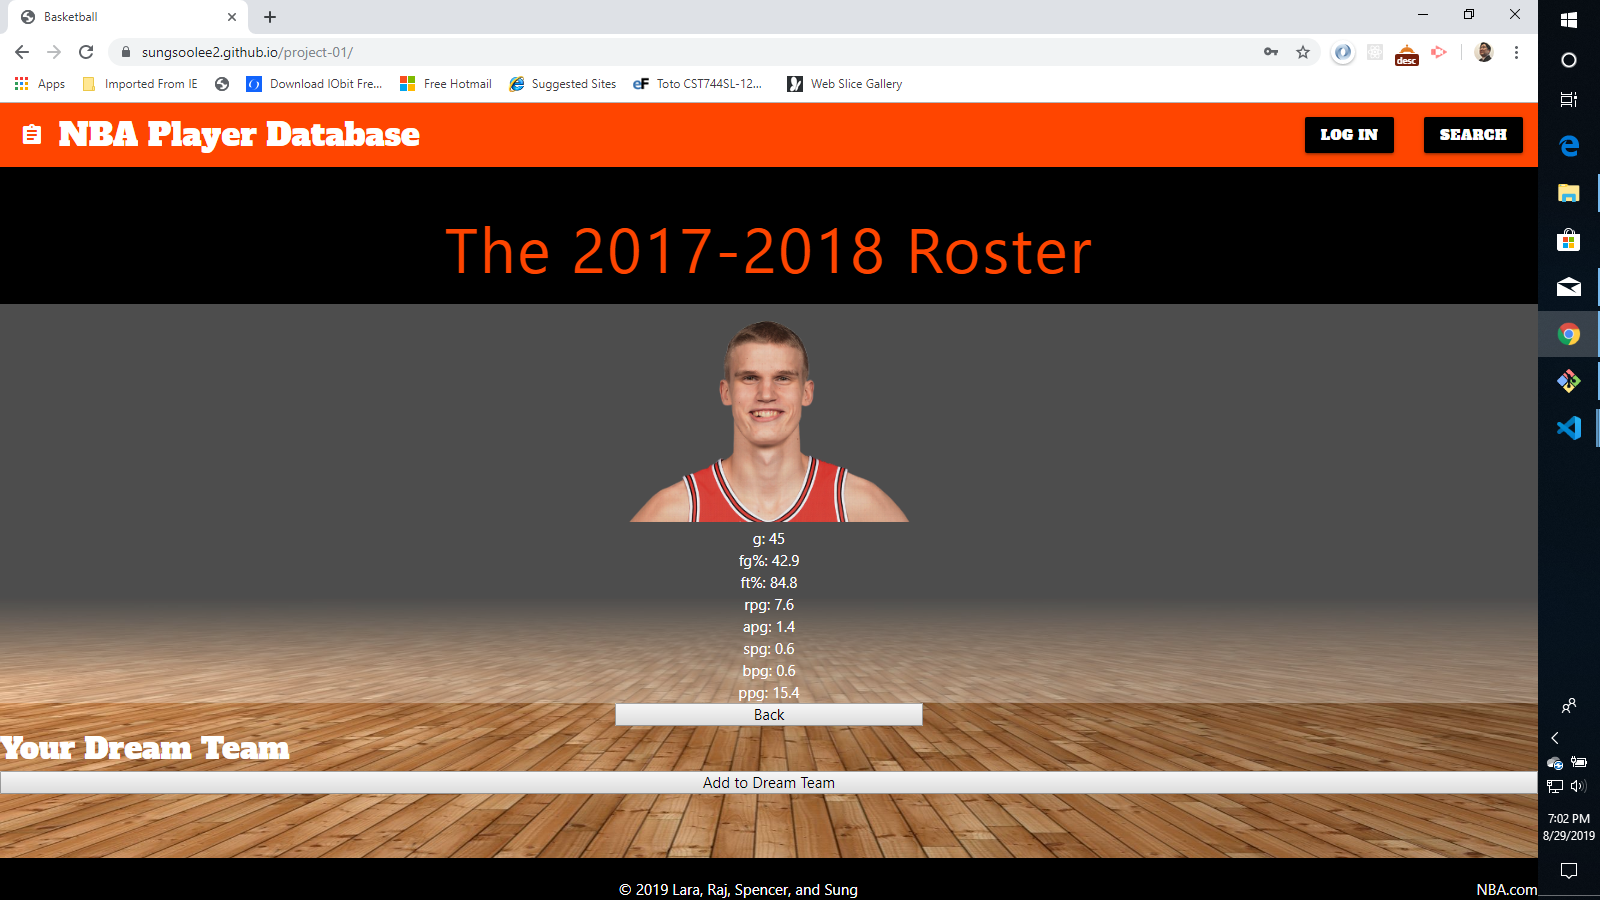 Basketball
sungsoolee2.github.io/project-01/
desc
Apps
Imported From IE
Download IObit Fre...
Free Hotmail
Suggested Sites
eF Toto CST744SL-12...
Web Slice Gallery
NBA Player Database
LOG IN
SEARCH
The 2017-2018 Roster
g: 45
fg%: 42.9
ft%: 84.8
rpg: 7.6
apg: 1.4
spg: 0.6
bpg: 0.6
ppg: 15.4
Back
Your Dream Team
Add to Dream Team
© 2019 Lara, Raj, Spencer, and Sung
NBA.com
7:02 PM
8/29/2019